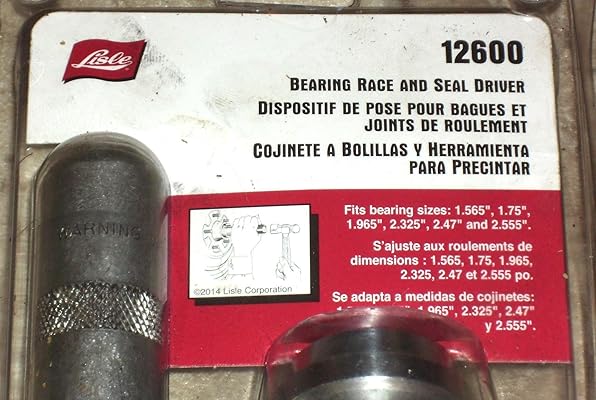 Lisle
12600
BEARING RACE AND SEAL DRIVER
DISPOSITIF DE POSE POUR BAGUES ET
JOINTS DE ROULEMENT
COJINETE A BOLILLAS Y HERRAMIENTA
PARA PRECINTAR
WARNING
Fits bearing sizes: 1.565", 1.75",
1.965", 2.325", 2.47" and 2.555".
S'ajuste aux roulements de
dimensions : 1.565, 1.75, 1.965,
2.325, 2.47 et 2.555 po.
©2014 Lisle Corporation
Se adapta a medidas de cojinetes:
1.965", 2.325", 2.47"
y 2.555".